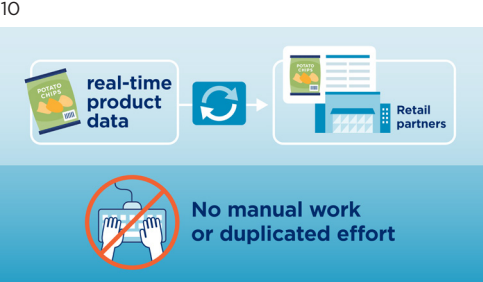 10
POTATO
CHIPS
real-time
product
data
POTATO
CHIPS
Retail
partners
No manual work
or duplicated effort